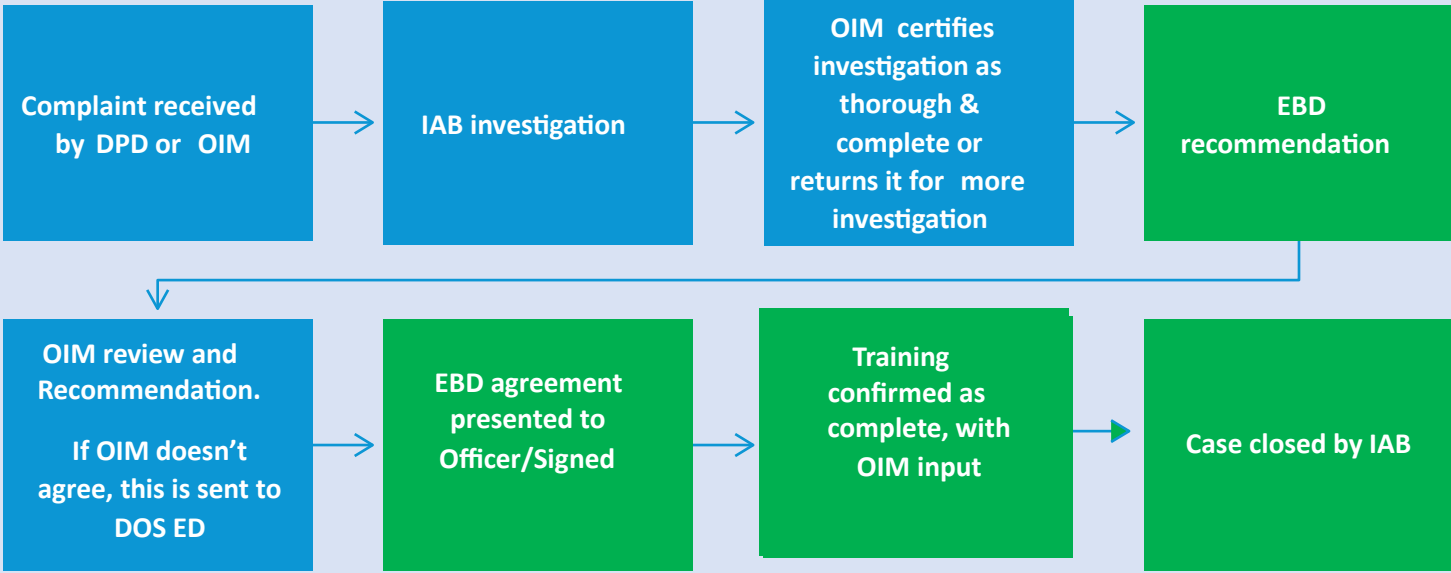 Complaint received
by DPD or OIM
IAB investigation
OIM certifies
investigation as
thorough &
complete or
returns it for more
investigation
EBD
recommendation
OIM review and
Recommendation.
If OIM doesn't
agree, this is sent to
DOS ED
EBD agreement
presented to
Officer/Signed
Training
confirmed as
complete, with
OIM input
Case closed by IAB